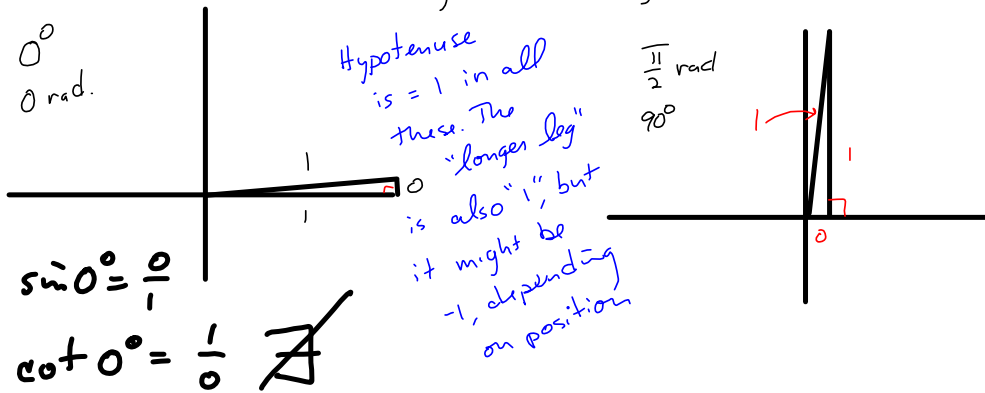 0°
0 rad.
1
0
1
sin 0° = 0/1
cot 0° = 1/0 ∄
Hypotenuse
is = 1 in all
these. The
"longer leg"
is also "1", but
it might be
-1, depending
on position
π/2 rad
90°
1
1
0